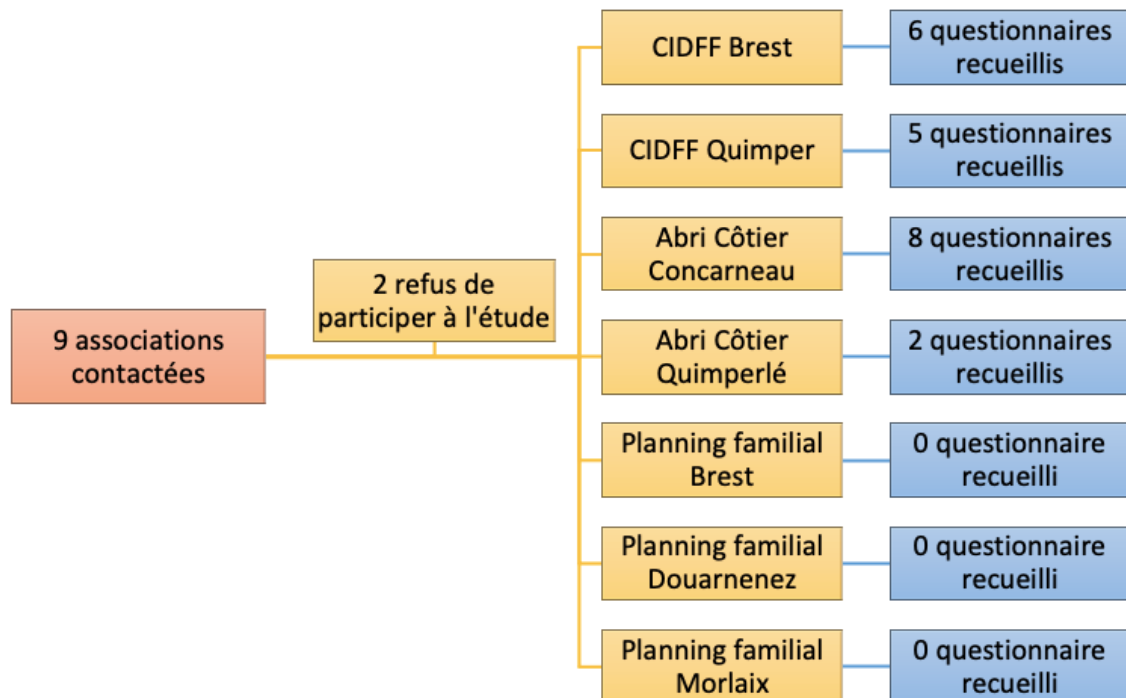 9 associations
contactées
2 refus de
participer à l'étude
CIDFF Brest
6 questionnaires
recueillis
CIDFF Quimper
5 questionnaires
recueillis
Abri Côtier
Concarneau
8 questionnaires
recueillis
Abri Côtier
Quimperlé
2 questionnaires
recueillis
Planning familial
Brest
0 questionnaire
recueilli
Planning familial
Douarnenez
0 questionnaire
recueilli
Planning familial
Morlaix
0 questionnaire
recueilli